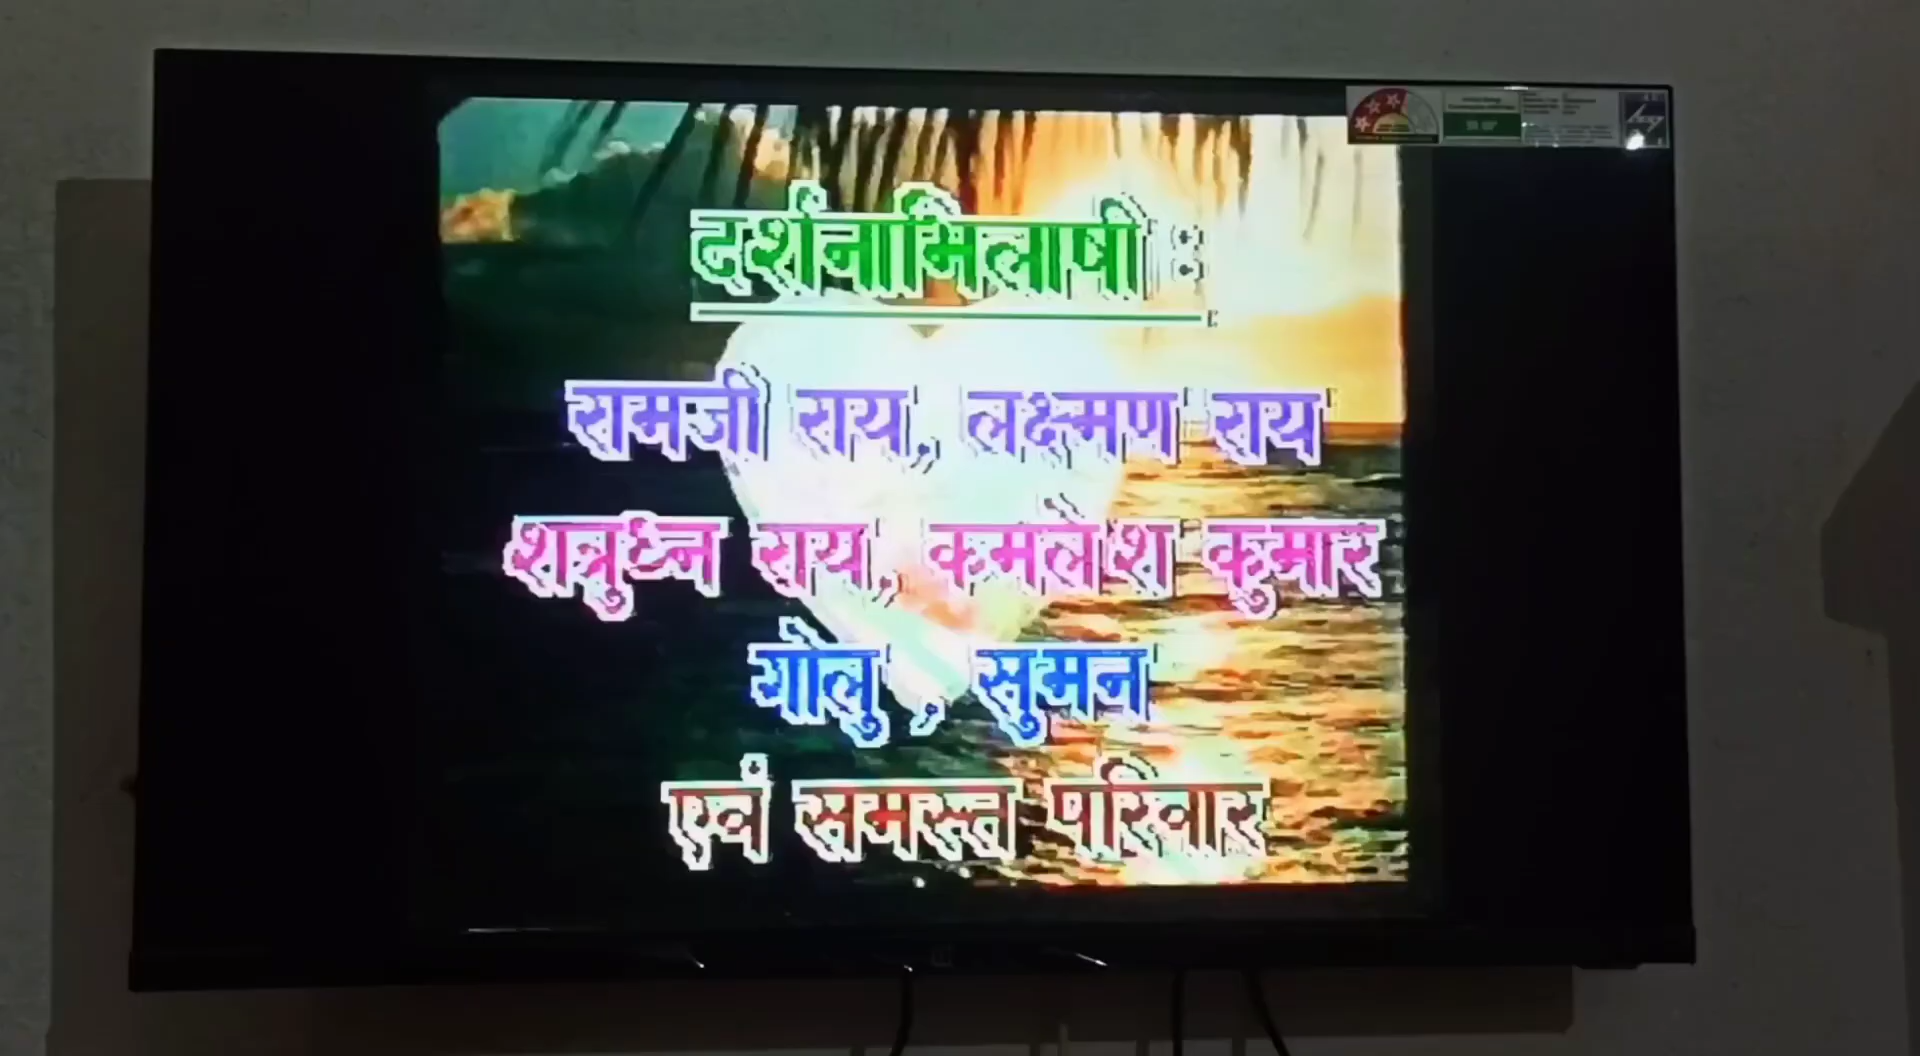 दर्शनाभिलाषी :
रामजी राय, लक्ष्मण राय
शत्रुध्न राय, कमलेश कुमार
गोलु , सुमन
एवं समस्त परिवार